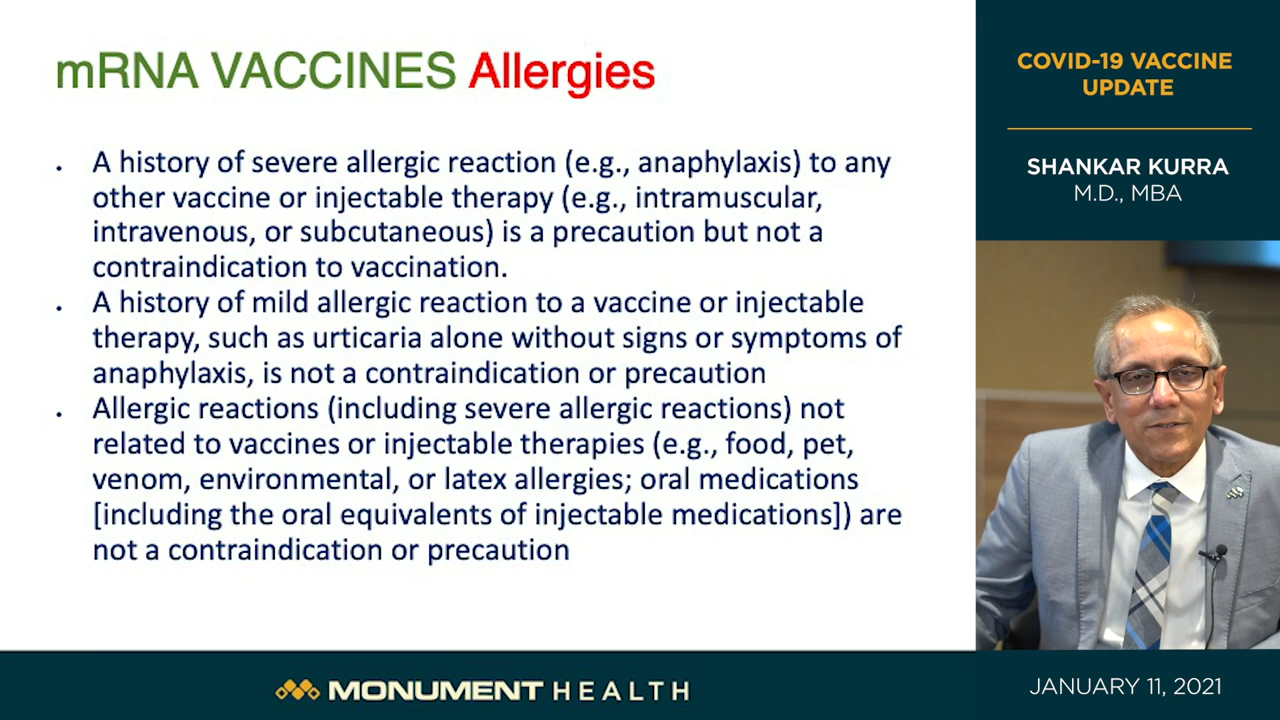 mRNA VACCINES Allergies
• A history of severe allergic reaction (e.g., anaphylaxis) to any
other vaccine or injectable therapy (e.g., intramuscular,
intravenous, or subcutaneous) is a precaution but not a
contraindication to vaccination.
• A history of mild allergic reaction to a vaccine or injectable
therapy, such as urticaria alone without signs or symptoms of
anaphylaxis, is not a contraindication or precaution
• Allergic reactions (including severe allergic reactions) not
related to vaccines or injectable therapies (e.g., food, pet,
venom, environmental, or latex allergies; oral medications
[including the oral equivalents of injectable medications]) are
not a contraindication or precaution
COVID-19 VACCINE
UPDATE
SHANKAR KURRA
M.D., MBA
MONUMENT HEALTH
JANUARY 11, 2021